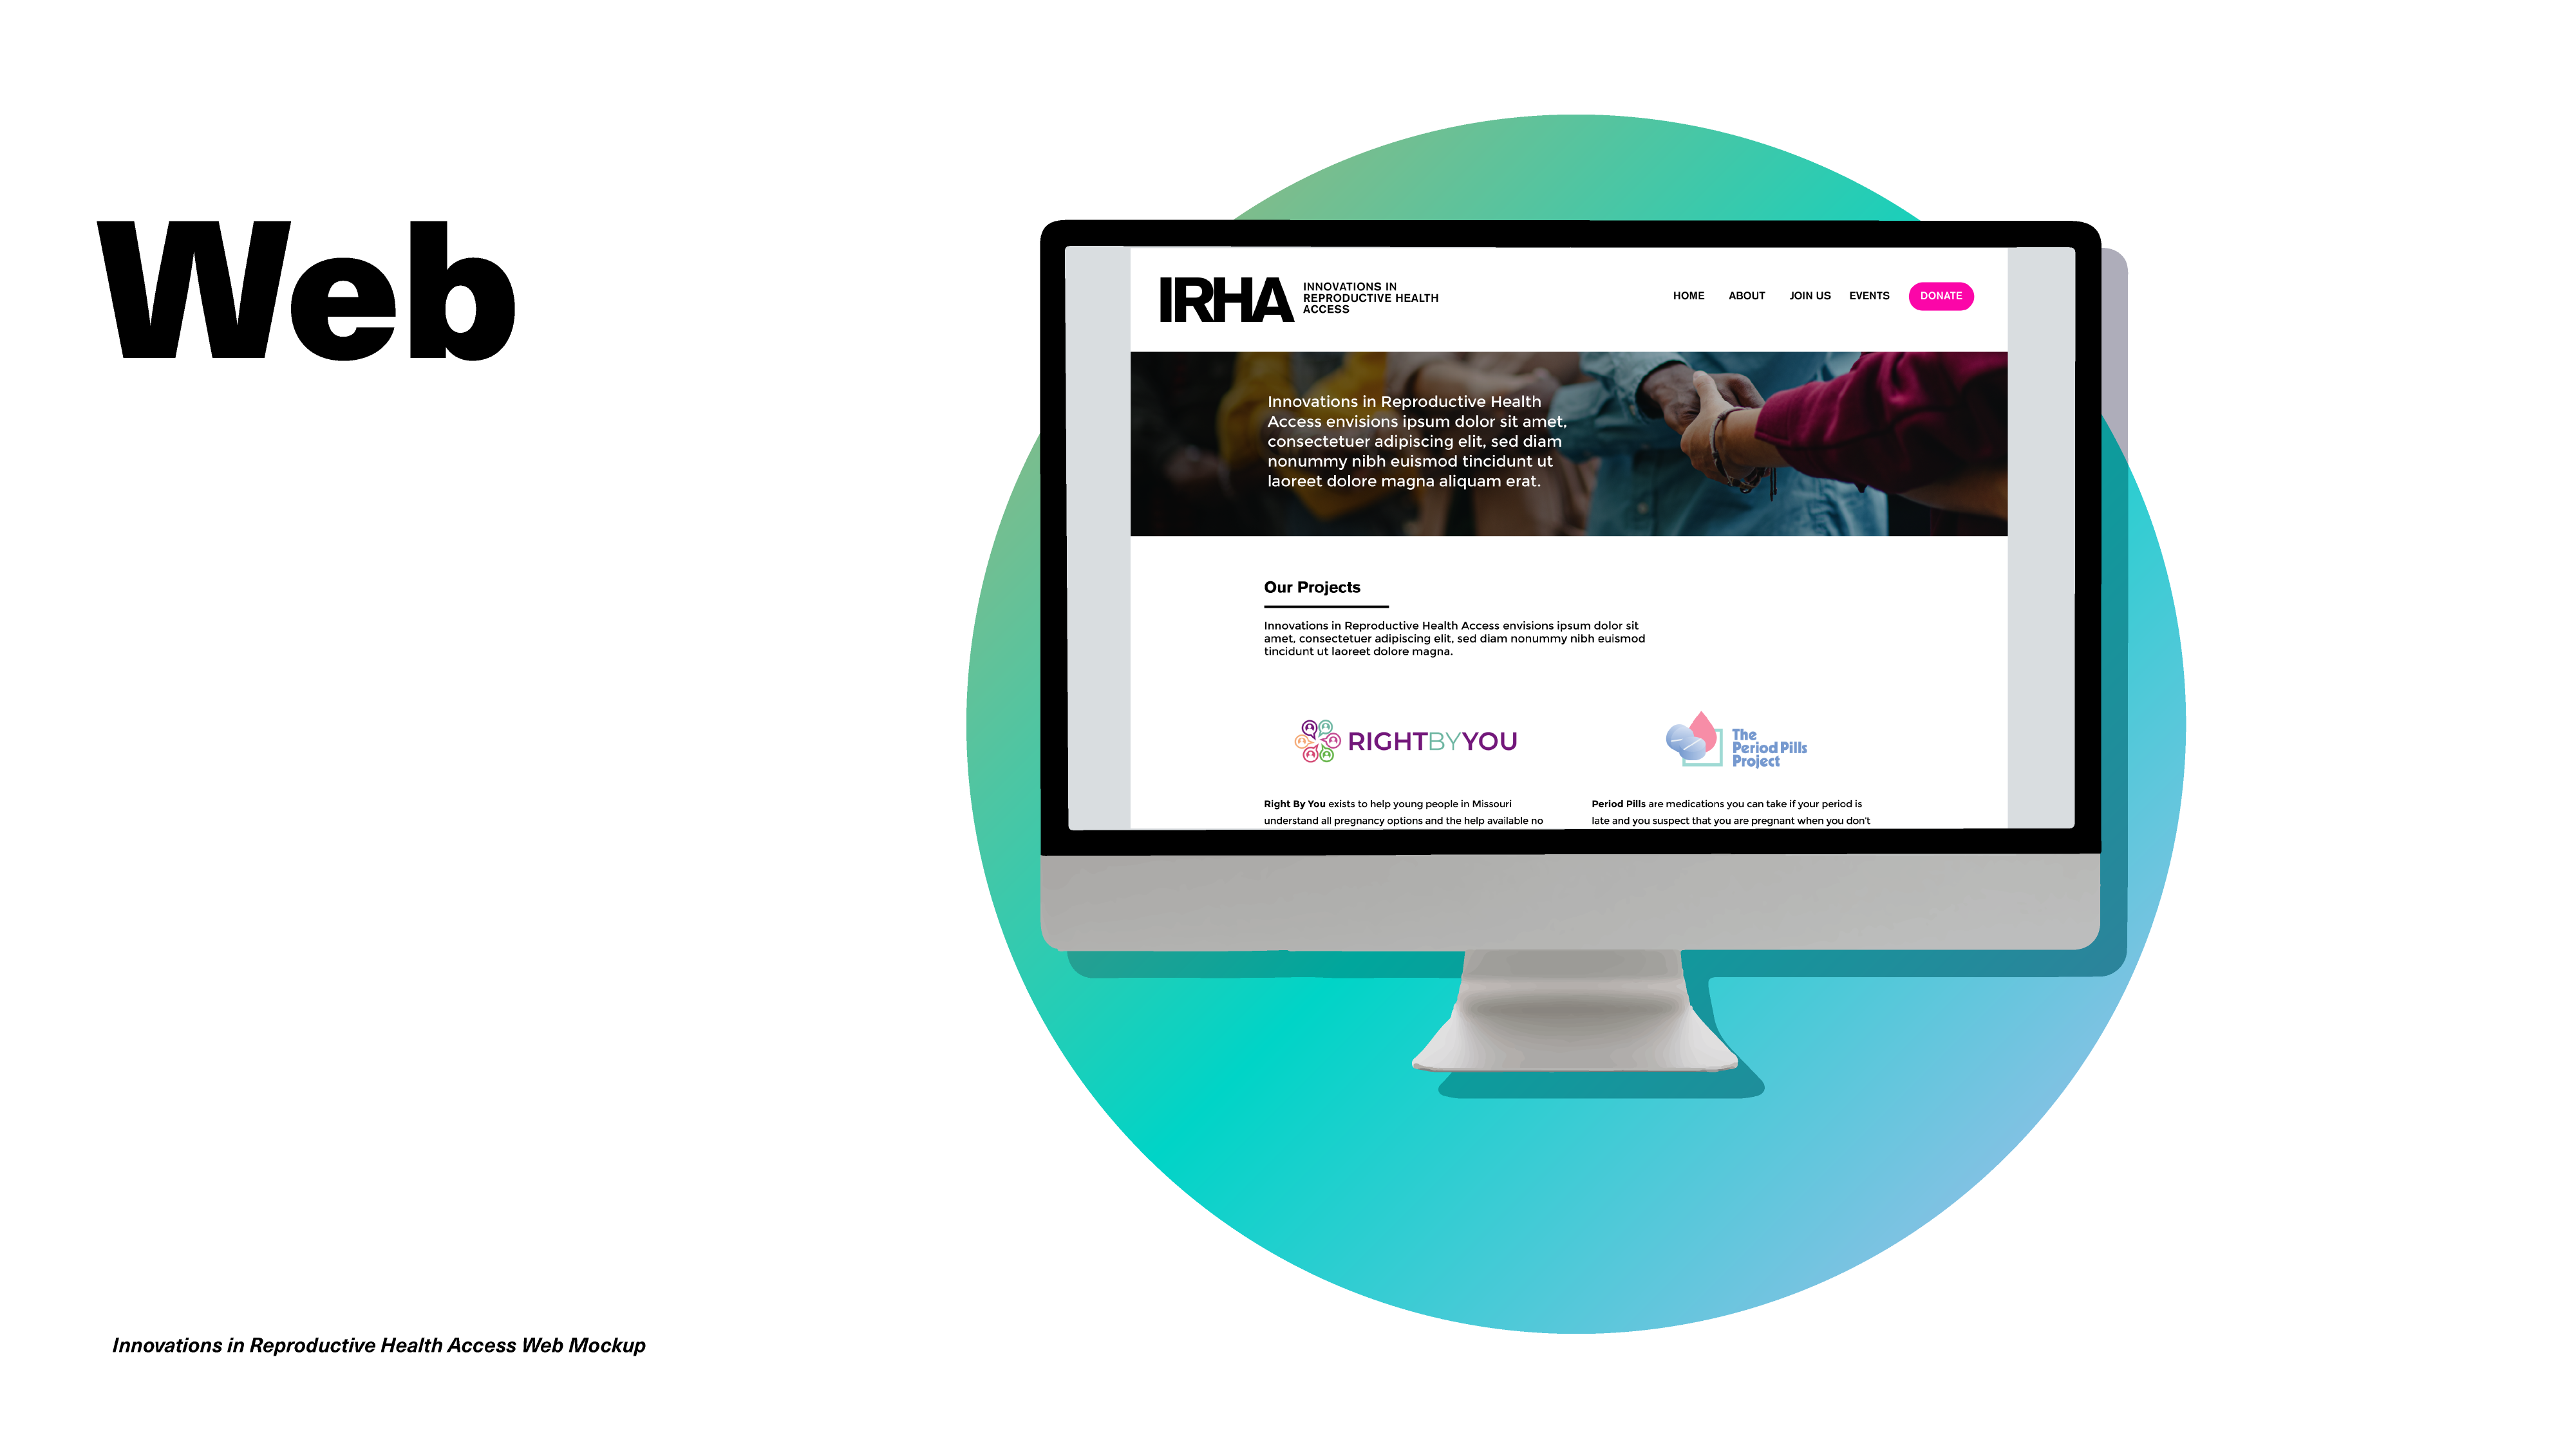 Web
IRHA
INNOVATIONS IN
REPRODUCTIVE HEALTH
ACCESS
HOME ABOUT JOIN US EVENTS DONATE
Innovations in Reproductive Health
Access envisions ipsum dolor sit amet,
consectetuer adipiscing elit, sed diam
nonummy nibh euismod tincidunt ut
laoreet dolore magna aliquam erat.
Our Projects
Innovations in Reproductive Health Access envisions ipsum dolor sit
amet, consectetuer adipiscing elit, sed diam nonummy nibh euismod
tincidunt ut laoreet dolore magna.
RIGHTBYYOU
Right By You exists to help young people in Missouri
understand all pregnancy options and the help available no
The
Period Pills
Project
Period Pills are medications you can take if your period is
late and you suspect that you are pregnant when you don't
Innovations in Reproductive Health Access Web Mockup